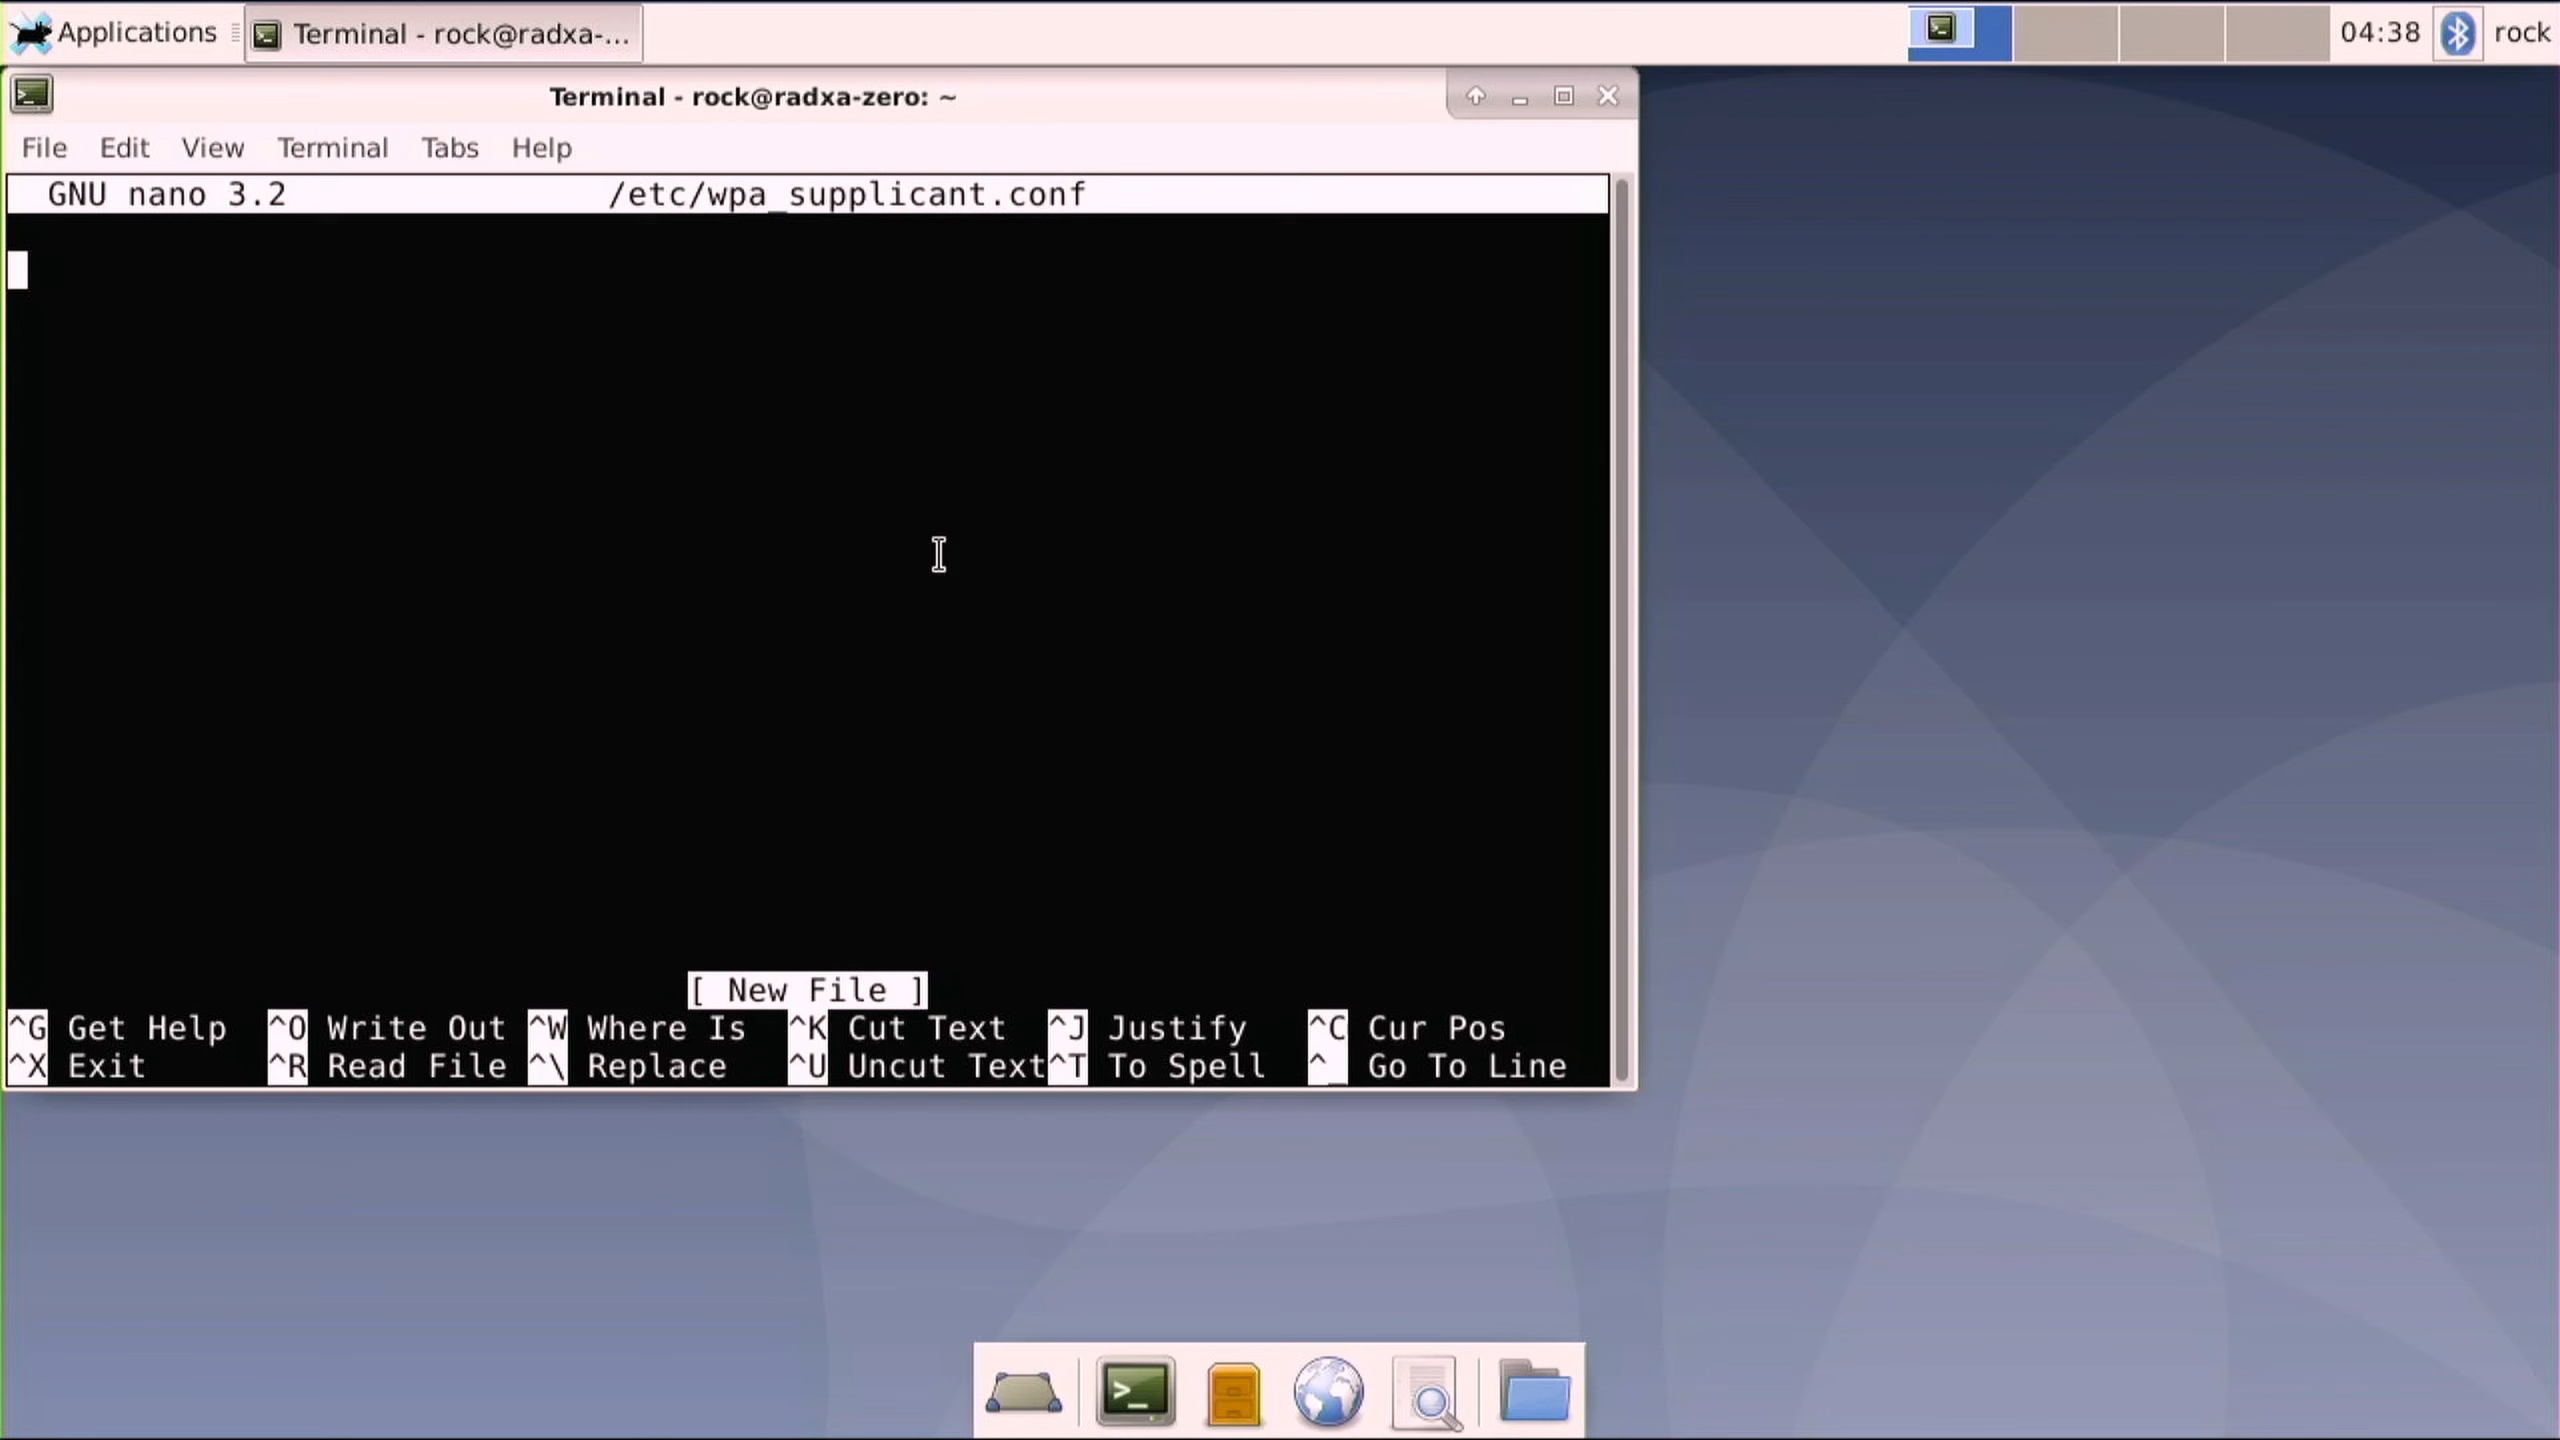 Applications
Terminal - rock@radxa-...
04:38
rock
Terminal - rock@radxa-zero: ~
File Edit View Terminal Tabs Help
GNU nano 3.2 /etc/wpa_supplicant.conf
[ New File ]
^G Get Help ^O Write Out ^W Where Is ^K Cut Text ^J Justify ^C Cur Pos
^X Exit ^R Read File ^\ Replace ^U Uncut Text ^T To Spell ^_ Go To Line